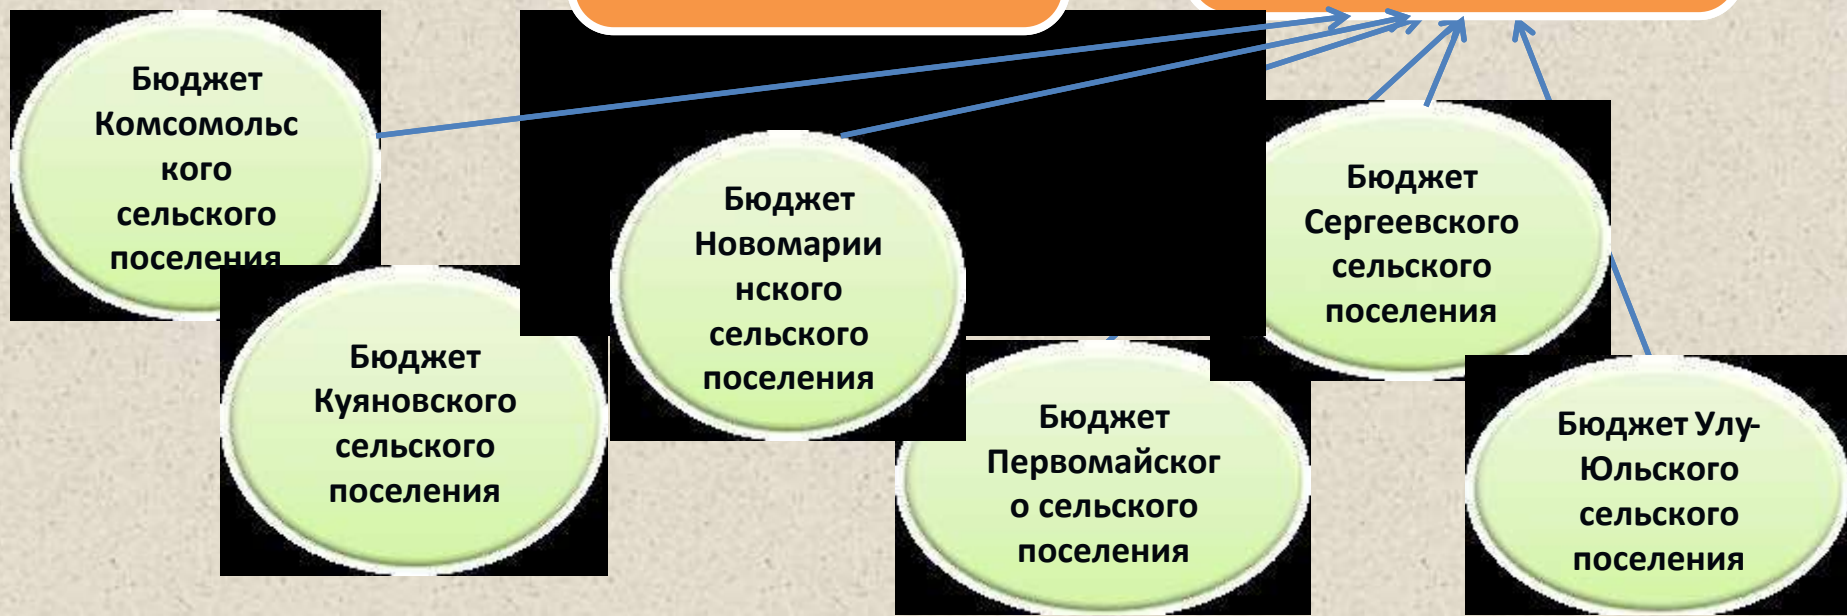 Бюджет
Комсомольс
кого
сельского
поселения
Бюджет
Куяновского
сельского
поселения
Бюджет
Новомарии
нского
сельского
поселения
Бюджет
Первомайског
о сельского
поселения
Бюджет
Сергеевского
сельского
поселения
Бюджет Улу-
Юльского
сельского
поселения